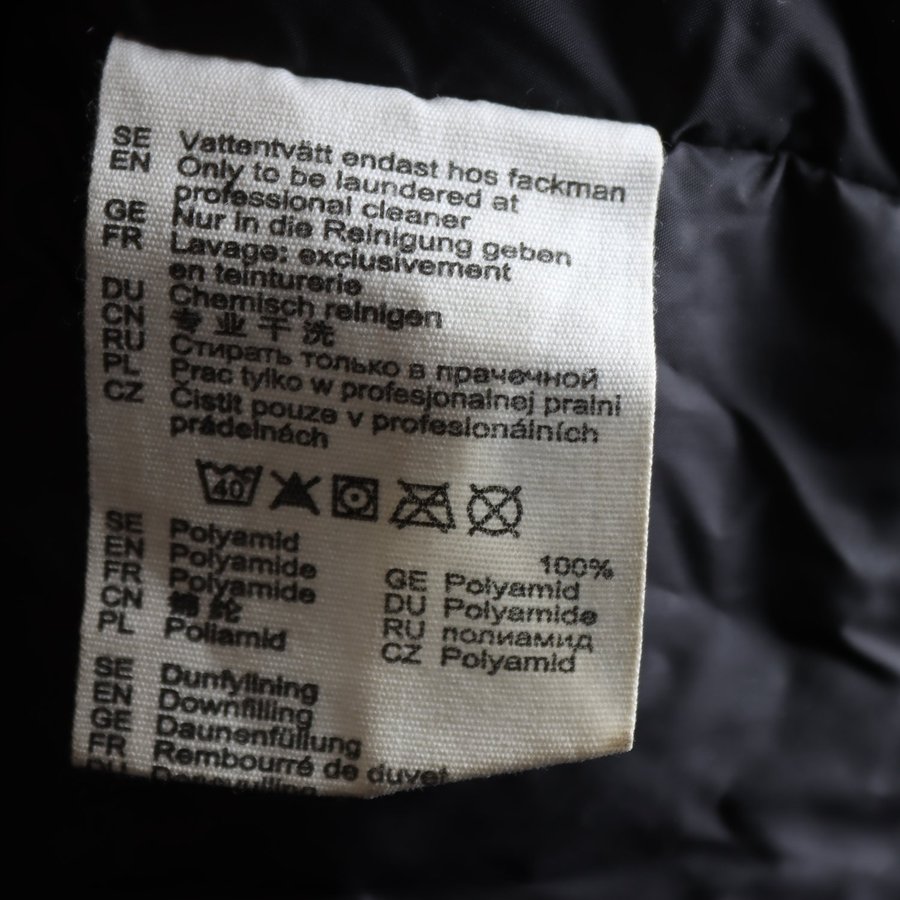 SE Vattentvätt endast hos fackman
EN Only to be laundered at
professional cleaner
GE Nur in die Reinigung geben
FR Lavage: exclusivement
en teinturerie
DU Chemisch reinigen
CN 专业干洗
RU Стирать только в прачечной
PL Prac tylko w profesjonalnej pralni
CZ Čistit pouze v profesionálních
prádelnách
40
100%
SE Polyamid
EN Polyamide
FR Polyamide
CN 锦纶
PL Poliamid
GE Polyamid
DU Polyamide
RU полиамид
CZ Polyamid
SE Dunfyllning
EN Downfilling
GE Daunenfüllung
FR Rembourré de duvet
DU